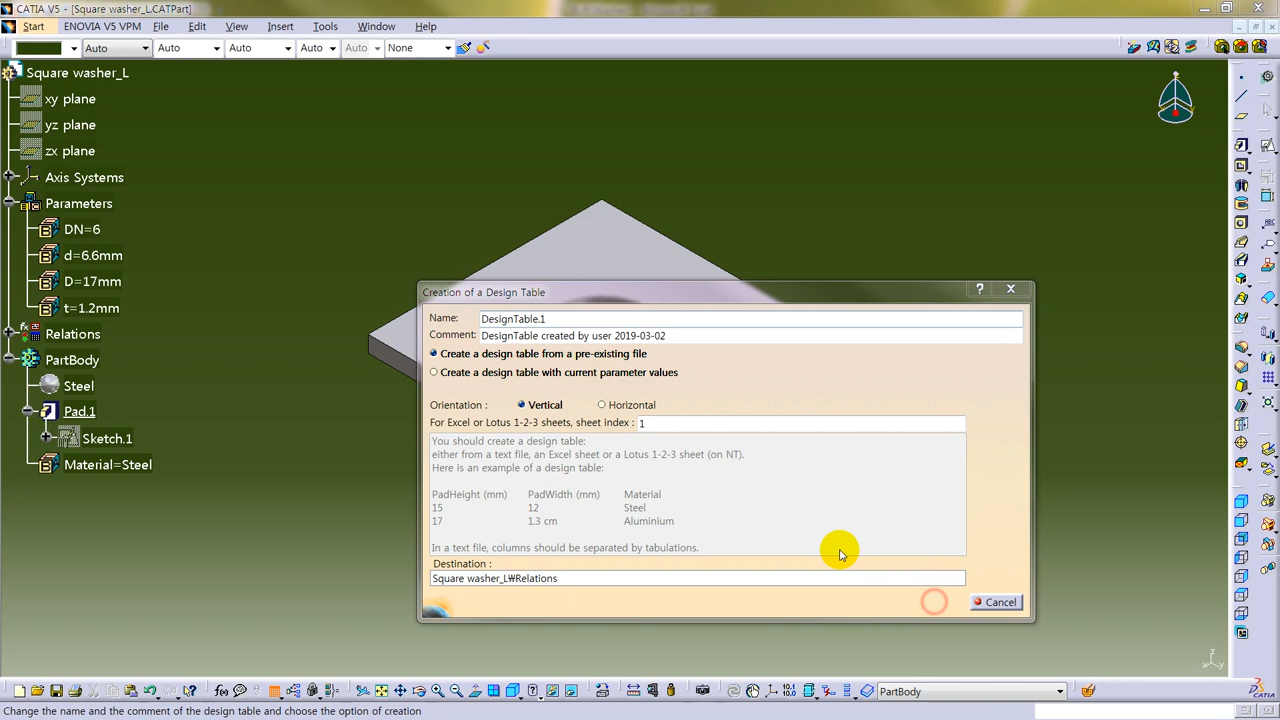 CATIA V5 - [Square washer_L.CATPart]
Start ENOVIA V5 VPM File Edit View Insert Tools Window Help
Auto Auto Auto Auto Auto None
Square washer_L
xy plane
yz plane
zx plane
Axis Systems
Parameters
DN=6
d=6.6mm
D=17mm
t=1.2mm
Relations
PartBody
Steel
Pad.1
Sketch.1
Material=Steel
Creation of a Design Table
Name: DesignTable.1
Comment: DesignTable created by user 2019-03-02
Create a design table from a pre-existing file
Create a design table with current parameter values
Orientation : Vertical Horizontal
For Excel or Lotus 1-2-3 sheets, sheet index : 1
You should create a design table:
either from a text file, an Excel sheet or a Lotus 1-2-3 sheet (on NT).
Here is an example of a design table:
PadHeight (mm) PadWidth (mm) Material
15 12 Steel
17 1.3 cm Aluminium
In a text file, columns should be separated by tabulations.
Destination :
Square washer_L₩Relations
Cancel
z
x y
PartBody
Change the name and the comment of the design table and choose the option of creation